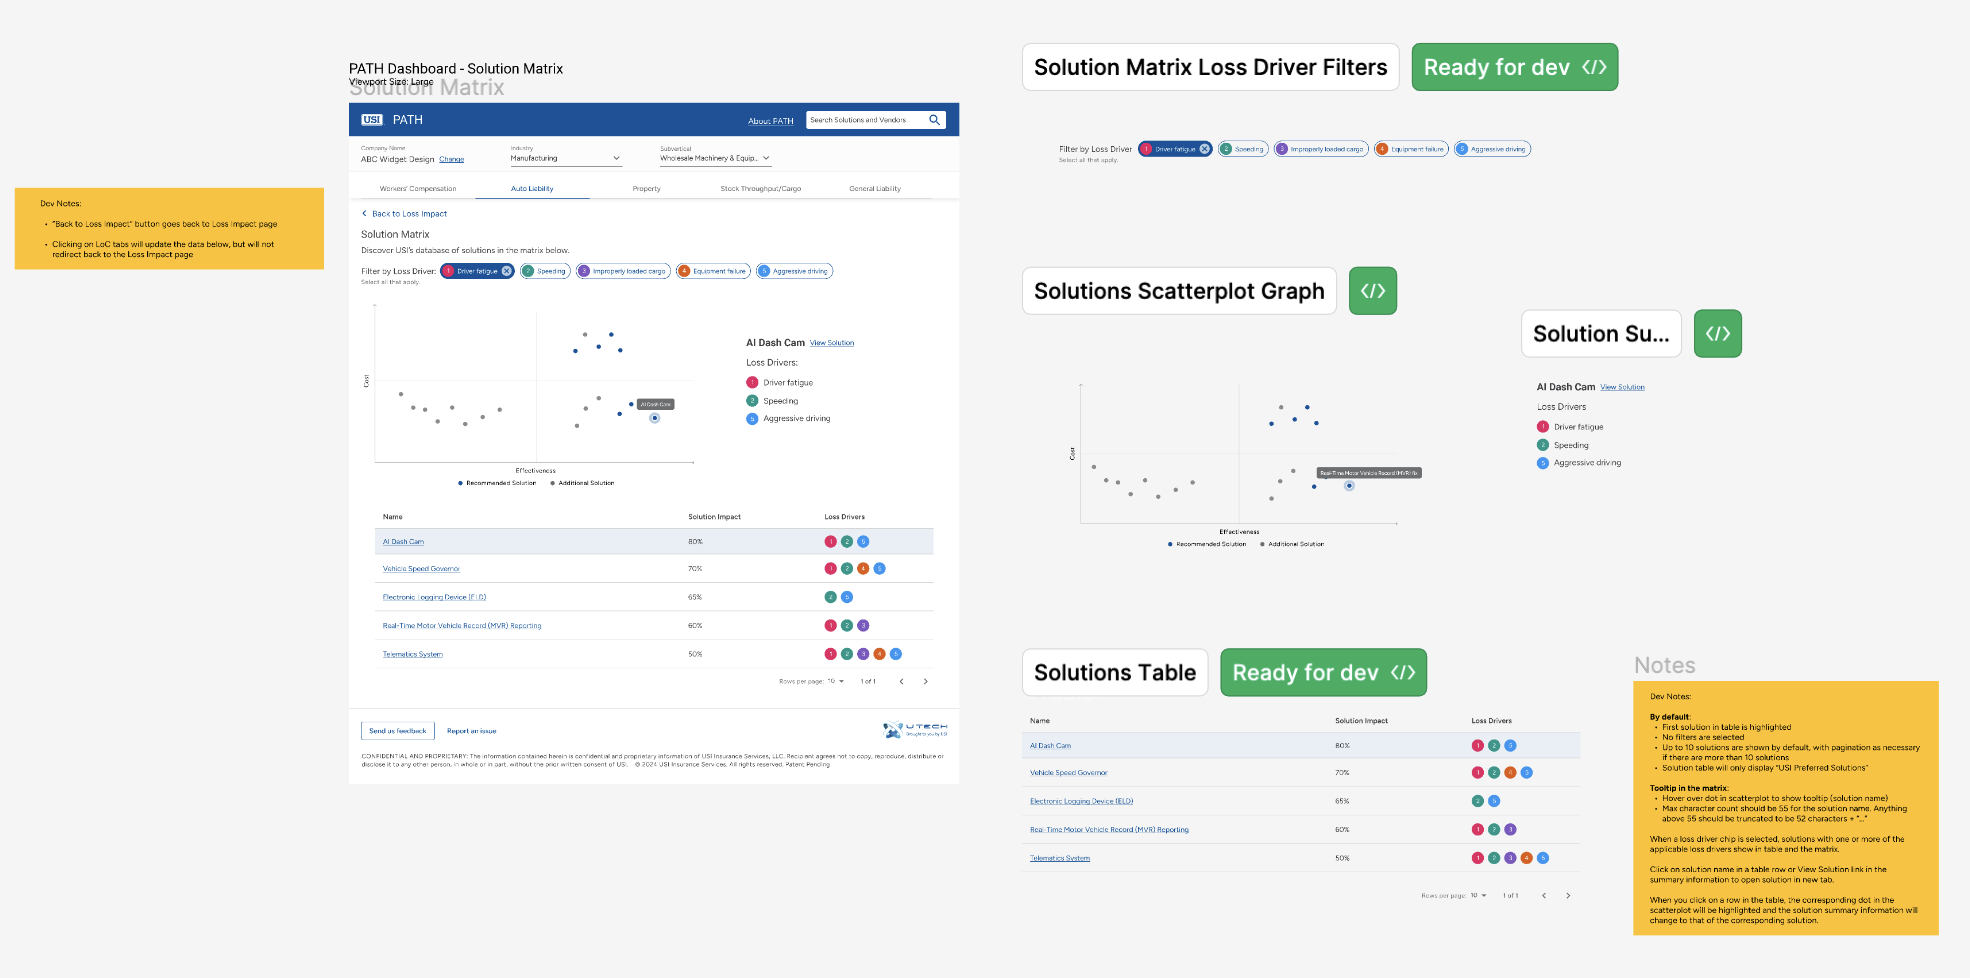 PATH Dashboard - Solution Matrix
Viewport Size: Large
Solution Matrix
USI PATH
About PATH
Search Solutions and Vendors
Company Name
ABC Widget Design Change
Industry
Manufacturing
Subvertical
Wholesale Machinery & Equip...
Workers' Compensation
Auto Liability
Property
Stock Throughput/Cargo
General Liability
Back to Loss Impact
Solution Matrix
Discover USI's database of solutions in the matrix below.
Filter by Loss Driver:
Select all that apply.
1 Driver fatigue
2 Speeding
3 Improperly loaded cargo
4 Equipment failure
5 Aggressive driving
Cost
AI Dash Cam
Effectiveness
Recommended Solution
Additional Solution
AI Dash Cam View Solution
Loss Drivers:
1 Driver fatigue
2 Speeding
5 Aggressive driving
Name Solution Impact Loss Drivers
AI Dash Cam 80% 1 2 5
Vehicle Speed Governor 70% 1 2 4 5
Electronic Logging Device (ELD) 65% 2 5
Real-Time Motor Vehicle Record (MVR) Reporting 60% 1 2 3
Telematics System 50% 1 2 3 4 5
Rows per page: 10 1 of 1
Send us feedback
Report an issue
UTECH
Brought to you by USI
CONFIDENTIAL AND PROPRIETARY: The information contained herein is confidential and proprietary information of USI Insurance Services, LLC. Recipient agrees not to copy, reproduce, distribute or
disclose it to any other person, in whole or in part, without the prior written consent of USI. © 2024 USI Insurance Services. All rights reserved. Patent Pending
Dev Notes:
• "Back to Loss Impact" button goes back to Loss Impact page
• Clicking on LoC tabs will update the data below, but will not
redirect back to the Loss Impact page
Solution Matrix Loss Driver Filters
Ready for dev </>
Filter by Loss Driver
Select all that apply.
1 Driver fatigue
2 Speeding
3 Improperly loaded cargo
4 Equipment failure
5 Aggressive driving
Solutions Scatterplot Graph
</>
Cost
Real-Time Motor Vehicle Record (MVR) Re
Effectiveness
Recommended Solution
Additional Solution
Solution Su...
</>
AI Dash Cam View Solution
Loss Drivers
1 Driver fatigue
2 Speeding
5 Aggressive driving
Solutions Table
Ready for dev </>
Name Solution Impact Loss Drivers
AI Dash Cam 80% 1 2 5
Vehicle Speed Governor 70% 1 2 4 5
Electronic Logging Device (ELD) 65% 2 5
Real-Time Motor Vehicle Record (MVR) Reporting 60% 1 2 3
Telematics System 50% 1 2 3 4 5
Rows per page: 10 1 of 1
Notes
Dev Notes:
By default:
• First solution in table is highlighted
• No filters are selected
• Up to 10 solutions are shown by default, with pagination as necessary
if there are more than 10 solutions
• Solution table will only display "USI Preferred Solutions"
Tooltip in the matrix:
• Hover over dot in scatterplot to show tooltip (solution name)
• Max character count should be 55 for the solution name. Anything
above 55 should be truncated to be 52 characters + "..."
When a loss driver chip is selected, solutions with one or more of the
applicable loss drivers show in table and the matrix.
Click on solution name in a table row or View Solution link in the
summary information to open solution in new tab.
When you click on a row in the table, the corresponding dot in the
scatterplot will be highlighted and the solution summary information will
change to that of the corresponding solution.